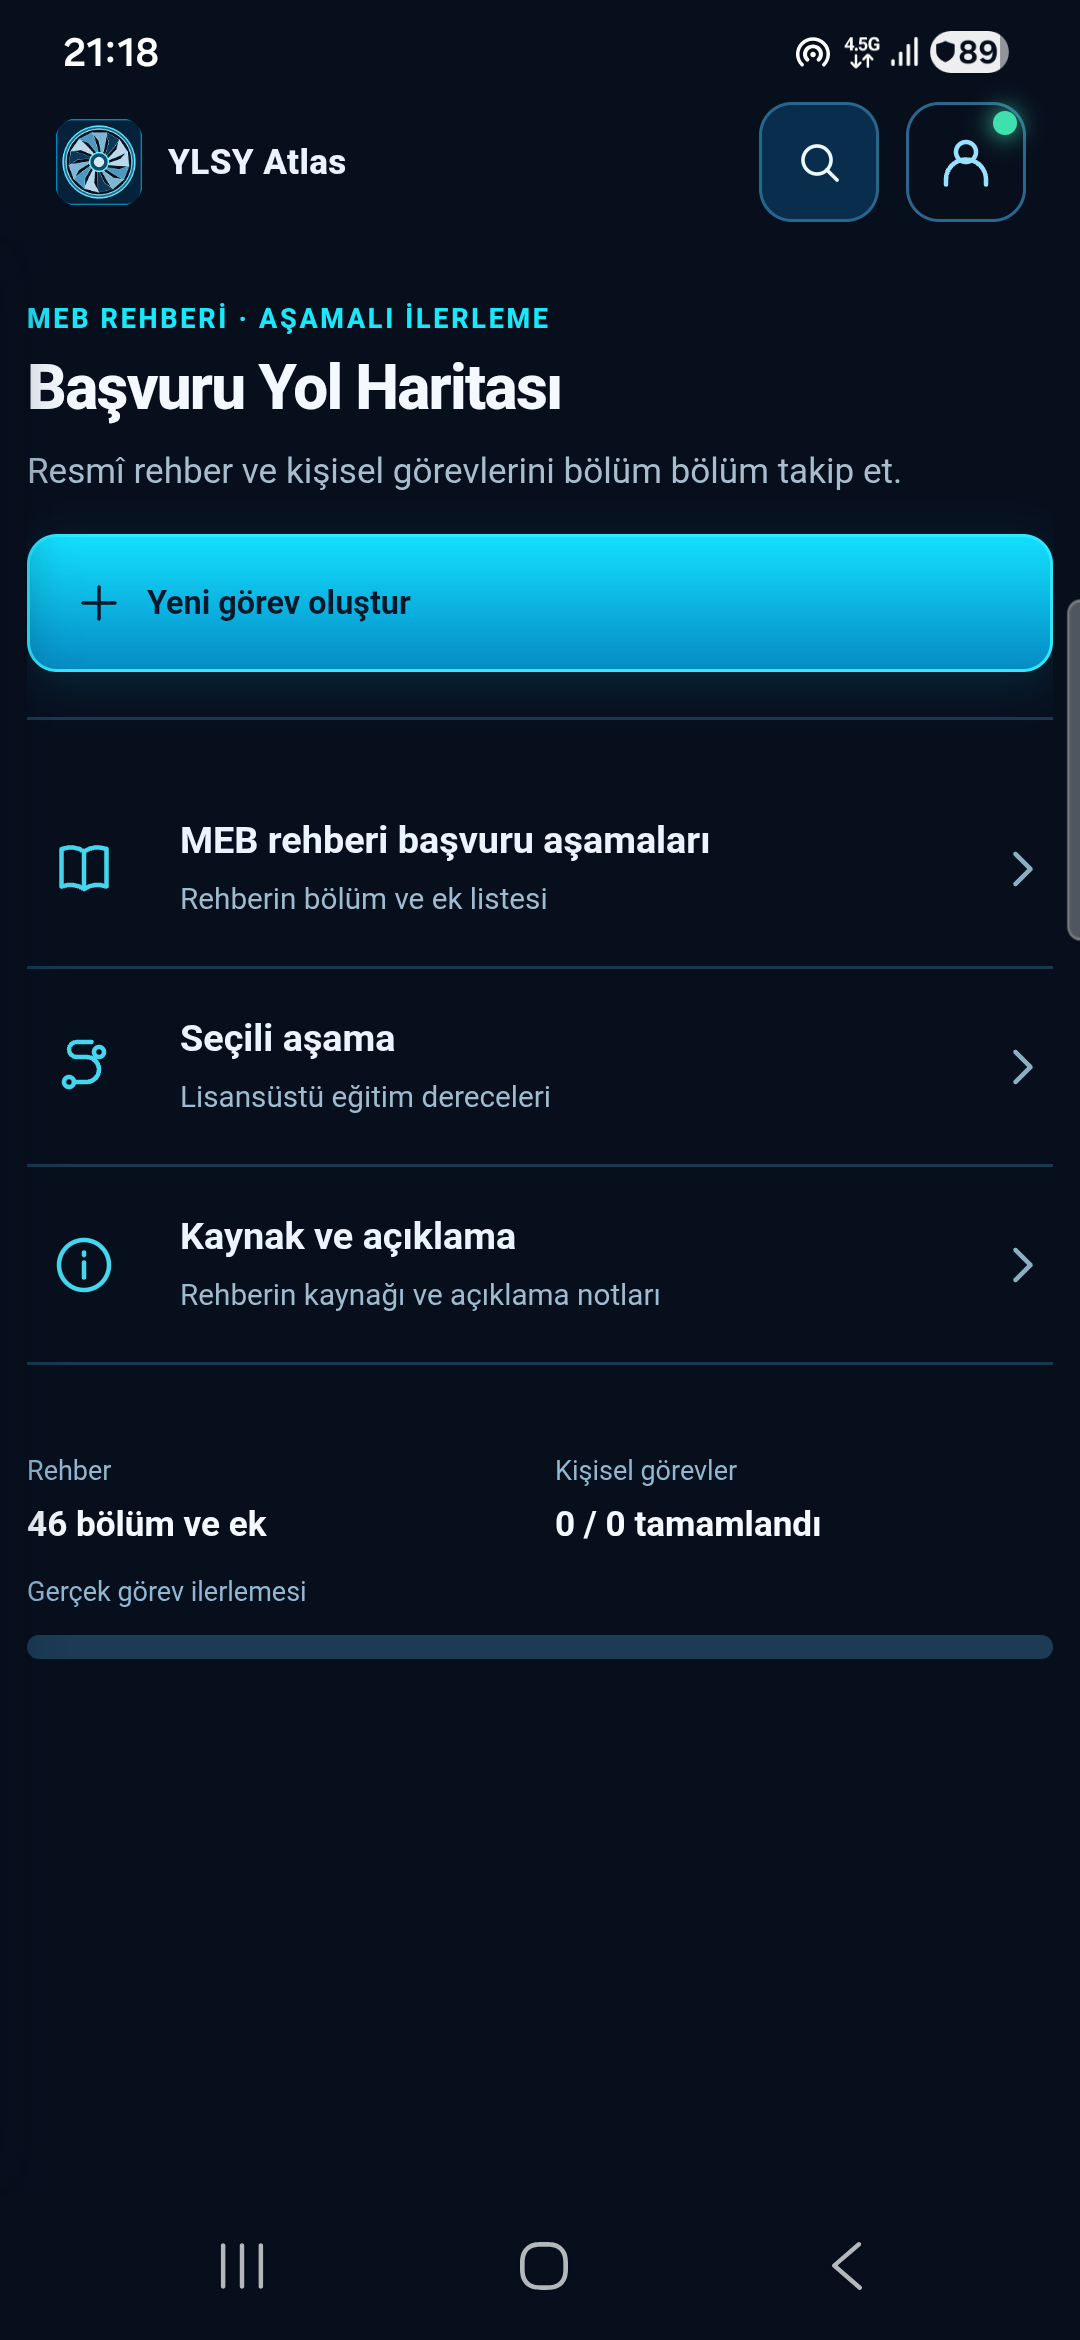 21:18
4.5G
89
YLSY Atlas
MEB REHBERİ · AŞAMALI İLERLEME
Başvuru Yol Haritası
Resmî rehber ve kişisel görevlerini bölüm bölüm takip et.
Yeni görev oluştur
MEB rehberi başvuru aşamaları
Rehberin bölüm ve ek listesi
Seçili aşama
Lisansüstü eğitim dereceleri
Kaynak ve açıklama
Rehberin kaynağı ve açıklama notları
Rehber
46 bölüm ve ek
Kişisel görevler
0 / 0 tamamlandı
Gerçek görev ilerlemesi